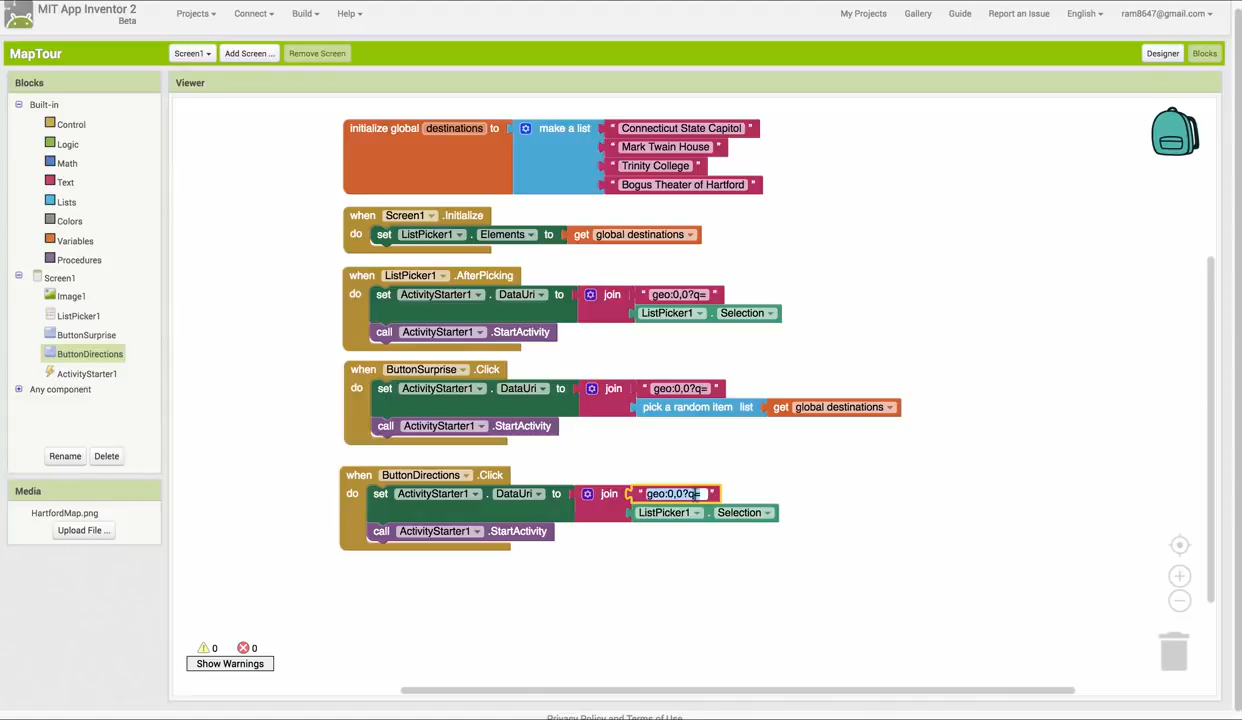 MIT App Inventor 2
Beta
Projects Connect Build Help
My Projects Gallery Guide Report an Issue English ram8647@gmail.com
MapTour
Screen1 Add Screen ... Remove Screen
Designer Blocks
Blocks
Viewer
Built-in
Control
Logic
Math
Text
Lists
Colors
Variables
Procedures
Screen1
Image1
ListPicker1
ButtonSurprise
ButtonDirections
ActivityStarter1
Any component
Rename Delete
Media
HartfordMap.png
Upload File ...
initialize global destinations to make a list " Connecticut State Capitol "
" Mark Twain House "
" Trinity College "
" Bogus Theater of Hartford "
when Screen1 .Initialize
do set ListPicker1 . Elements to get global destinations
when ListPicker1 .AfterPicking
do set ActivityStarter1 . DataUri to join " geo:0,0?q= "
ListPicker1 . Selection
call ActivityStarter1 .StartActivity
when ButtonSurprise .Click
do set ActivityStarter1 . DataUri to join " geo:0,0?q= "
pick a random item list get global destinations
call ActivityStarter1 .StartActivity
when ButtonDirections .Click
do set ActivityStarter1 . DataUri to join " geo:0,0?q= "
ListPicker1 . Selection
call ActivityStarter1 .StartActivity
0 0
Show Warnings
Privacy Policy and Terms of Use